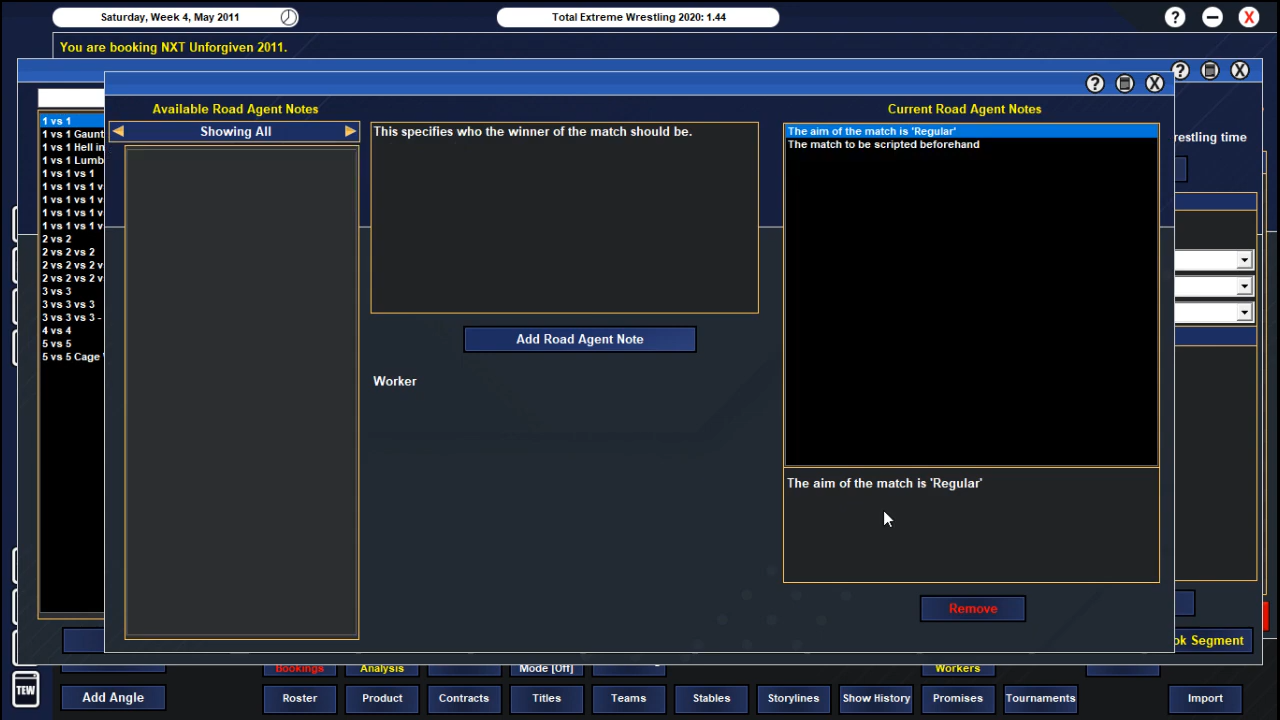 Saturday, Week 4, May 2011
Total Extreme Wrestling 2020: 1.44
?
X
You are booking NXT Unforgiven 2011.
?
X
?
X
Available Road Agent Notes
Current Road Agent Notes
Showing All
This specifies who the winner of the match should be.
The aim of the match is 'Regular'
The match to be scripted beforehand
restling time
1 vs 1
1 vs 1 Gaunt
1 vs 1 Hell in
1 vs 1 Lumb
1 vs 1 vs 1
1 vs 1 vs 1 v
1 vs 1 vs 1 v
1 vs 1 vs 1 v
1 vs 1 vs 1 v
2 vs 2
2 vs 2 vs 2
2 vs 2 vs 2 v
2 vs 2 vs 2 v
3 vs 3
3 vs 3 vs 3
3 vs 3 vs 3 -
4 vs 4
5 vs 5
5 vs 5 Cage
Add Road Agent Note
Worker
The aim of the match is 'Regular'
Remove
ok Segment
Bookings
Analysis
Mode [Off]
Workers
TEW
Add Angle
Roster
Product
Contracts
Titles
Teams
Stables
Storylines
Show History
Promises
Tournaments
Import